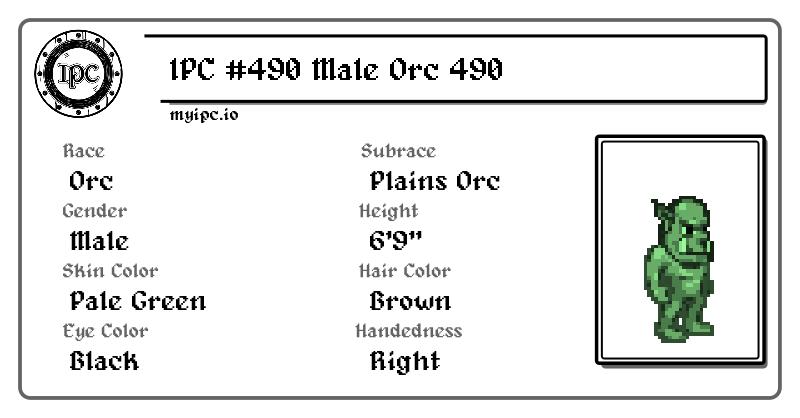 IPC
IPC #490 Male Orc 490
myipc.io
Race
Subrace
Orc
Plains Orc
Gender
Height
Male
6'9"
Skin Color
Hair Color
Pale Green
Brown
Eye Color
Handedness
Black
Right